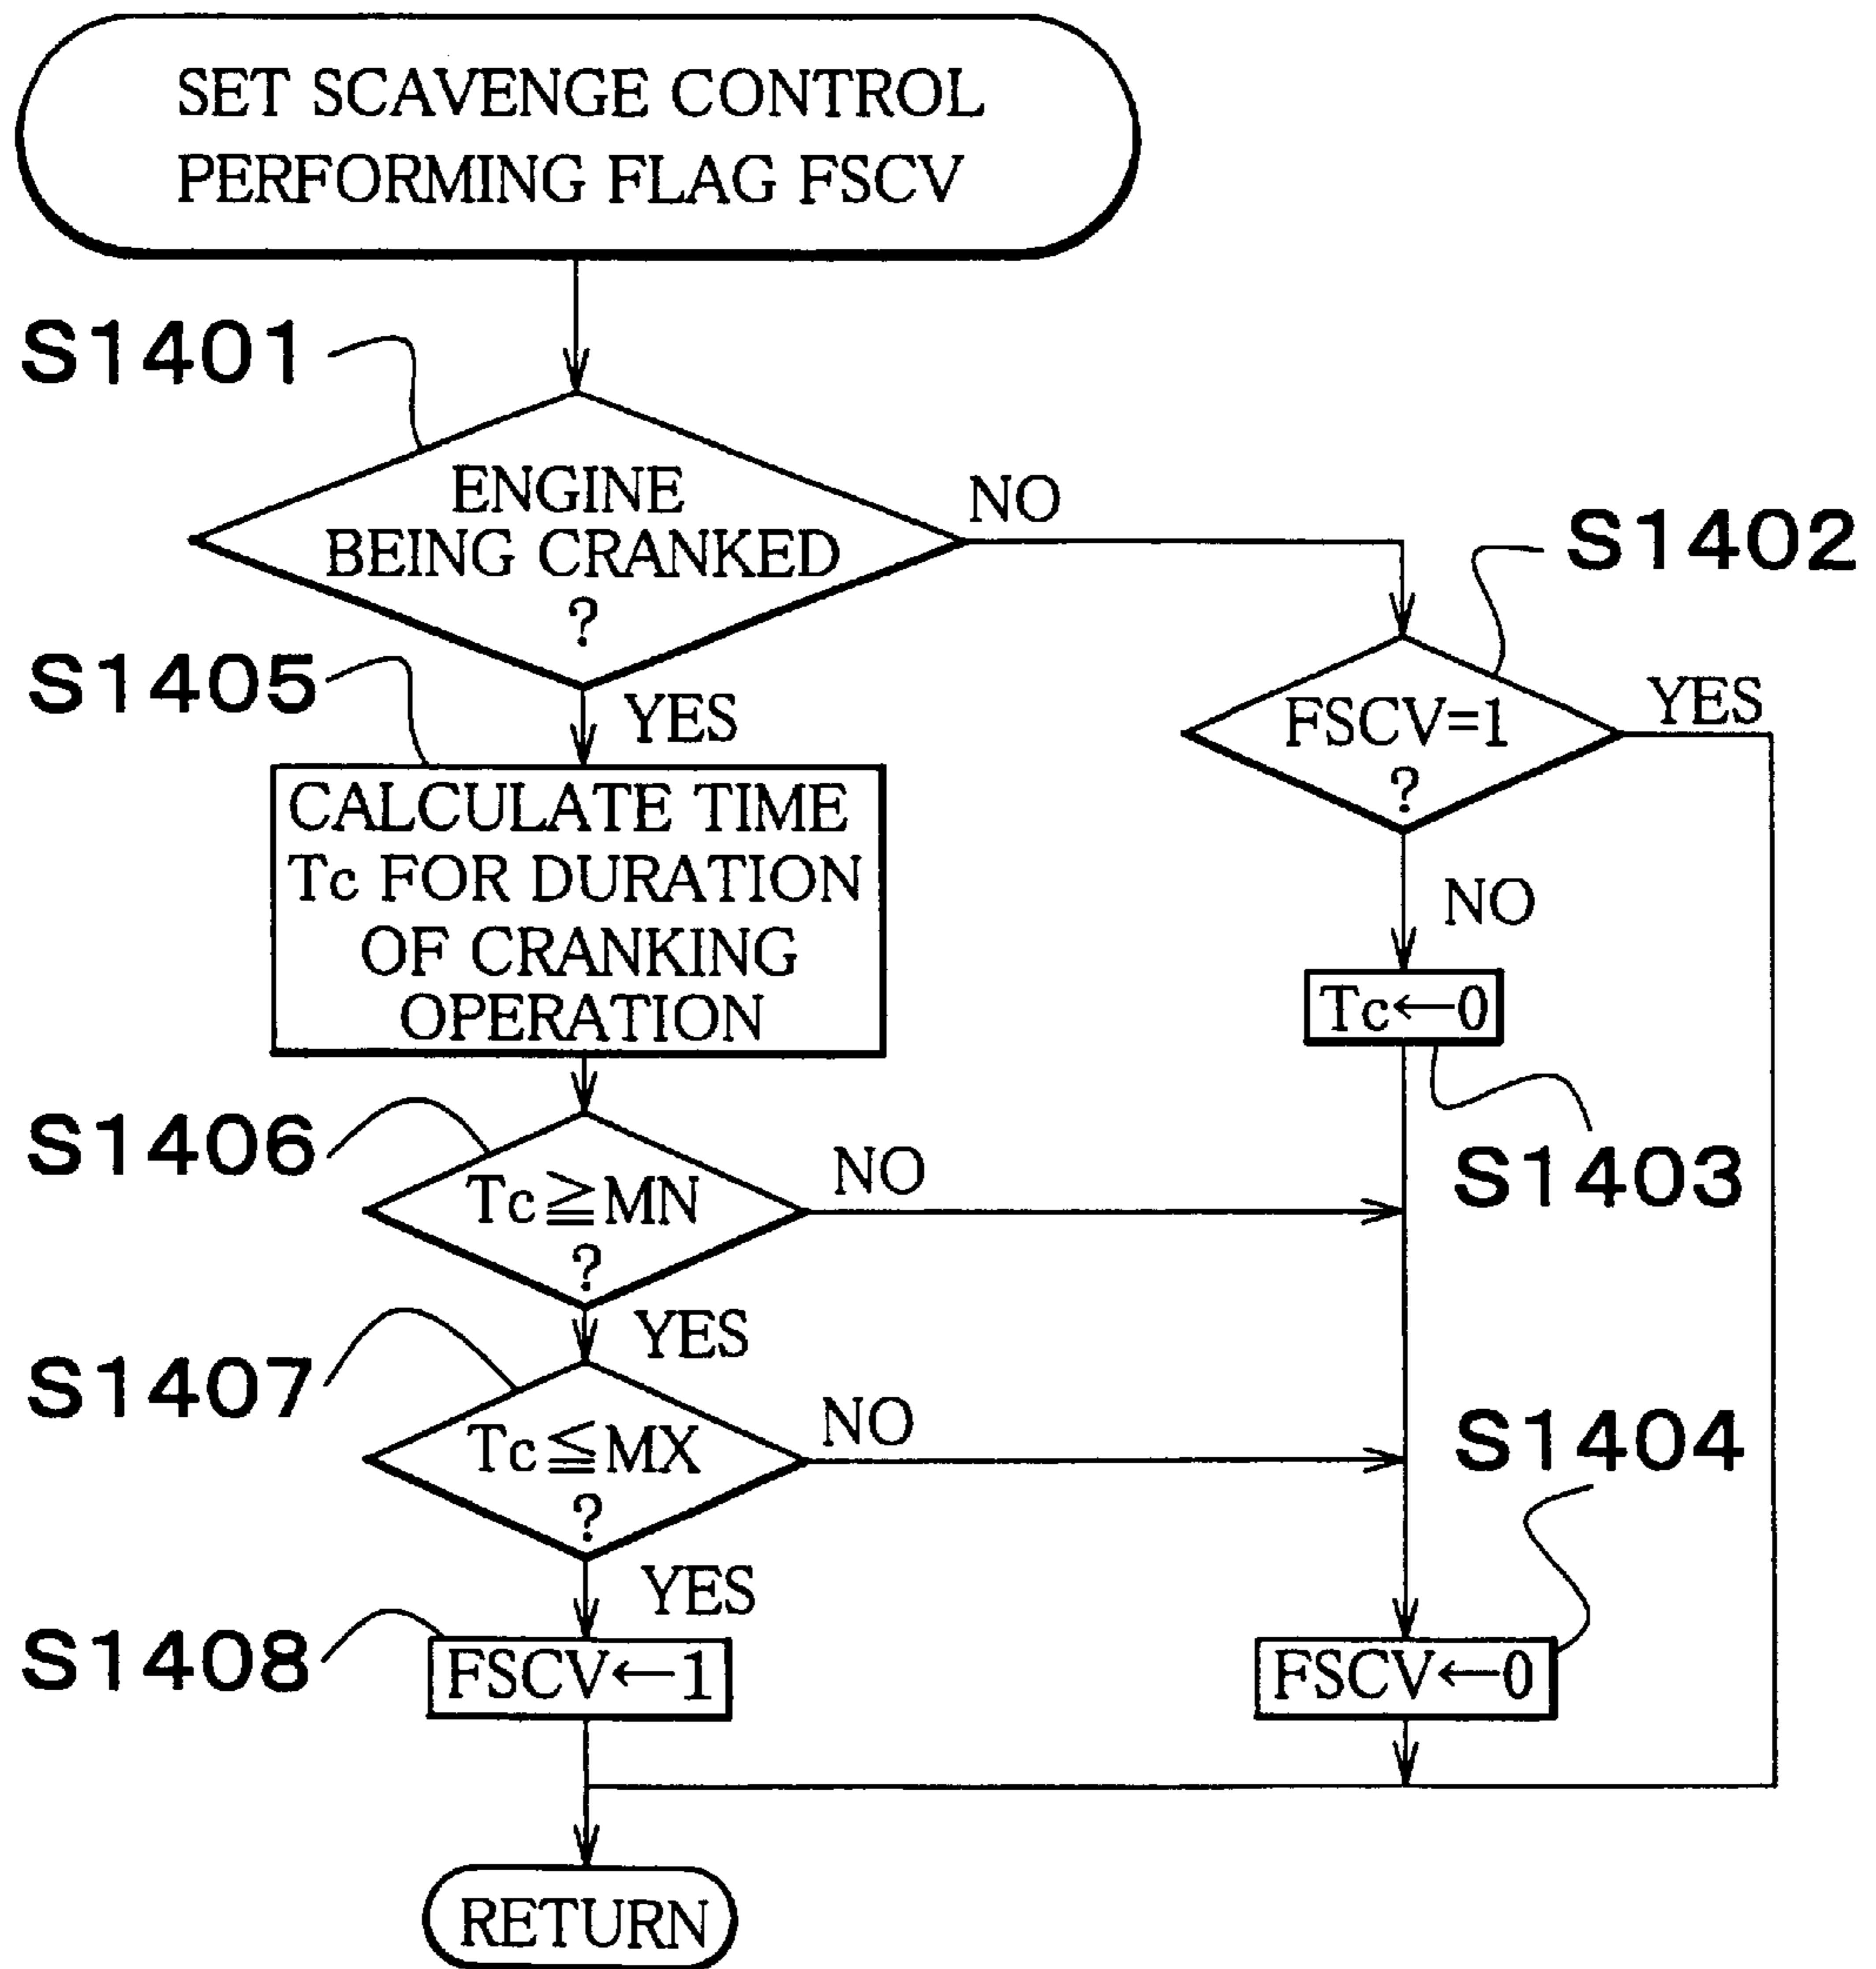 SET SCAVENGE CONTROL
PERFORMING FLAG FSCV
S1401
ENGINE
BEING CRANKED
?
NO
S1402
S1405
YES
FSCV=1
?
YES
CALCULATE TIME
Tc FOR DURATION
OF CRANKING
OPERATION
NO
Tc←0
S1403
S1406
Tc≧MN
?
NO
YES
S1407
Tc≦MX
?
NO
S1404
YES
S1408
FSCV←1
FSCV←0
RETURN